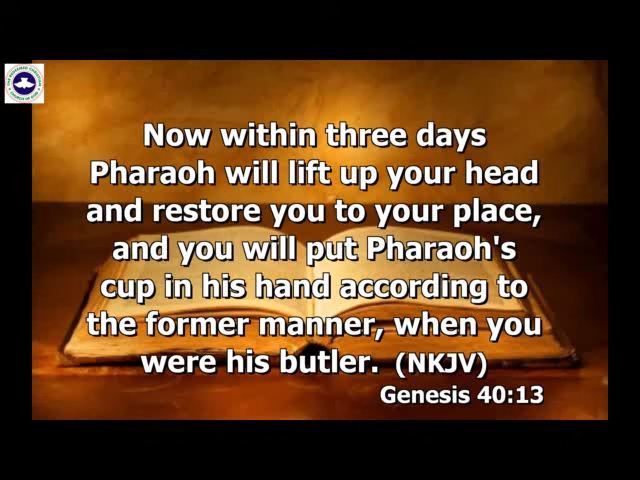 Now within three days
Pharaoh will lift up your head
and restore you to your place,
and you will put Pharaoh's
cup in his hand according to
the former manner, when you
were his butler. (NKJV)
Genesis 40:13